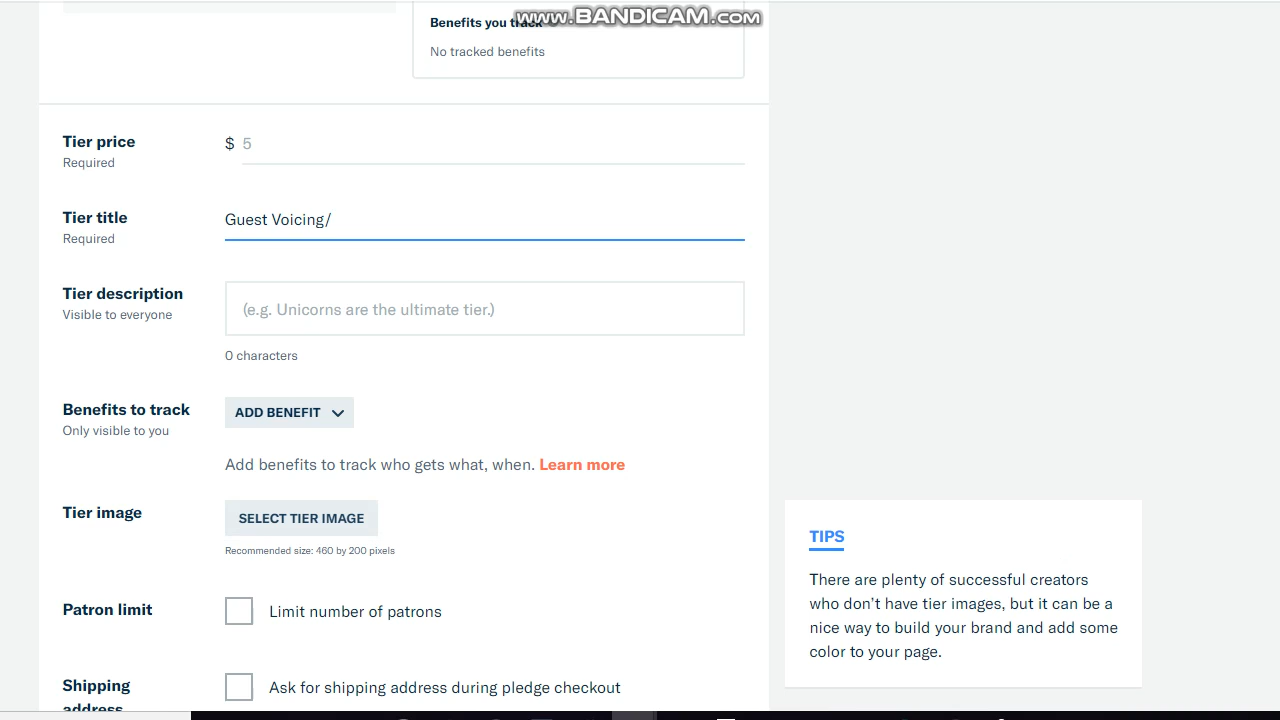 www.BANDICAM.com
Benefits you track
No tracked benefits
Tier price
Required
$ 5
Tier title
Required
Guest Voicing/
Tier description
Visible to everyone
(e.g. Unicorns are the ultimate tier.)
0 characters
Benefits to track
Only visible to you
ADD BENEFIT
Add benefits to track who gets what, when. Learn more
Tier image
SELECT TIER IMAGE
Recommended size: 460 by 200 pixels
TIPS
There are plenty of successful creators
who don’t have tier images, but it can be a
nice way to build your brand and add some
color to your page.
Patron limit
Limit number of patrons
Shipping
address
Ask for shipping address during pledge checkout